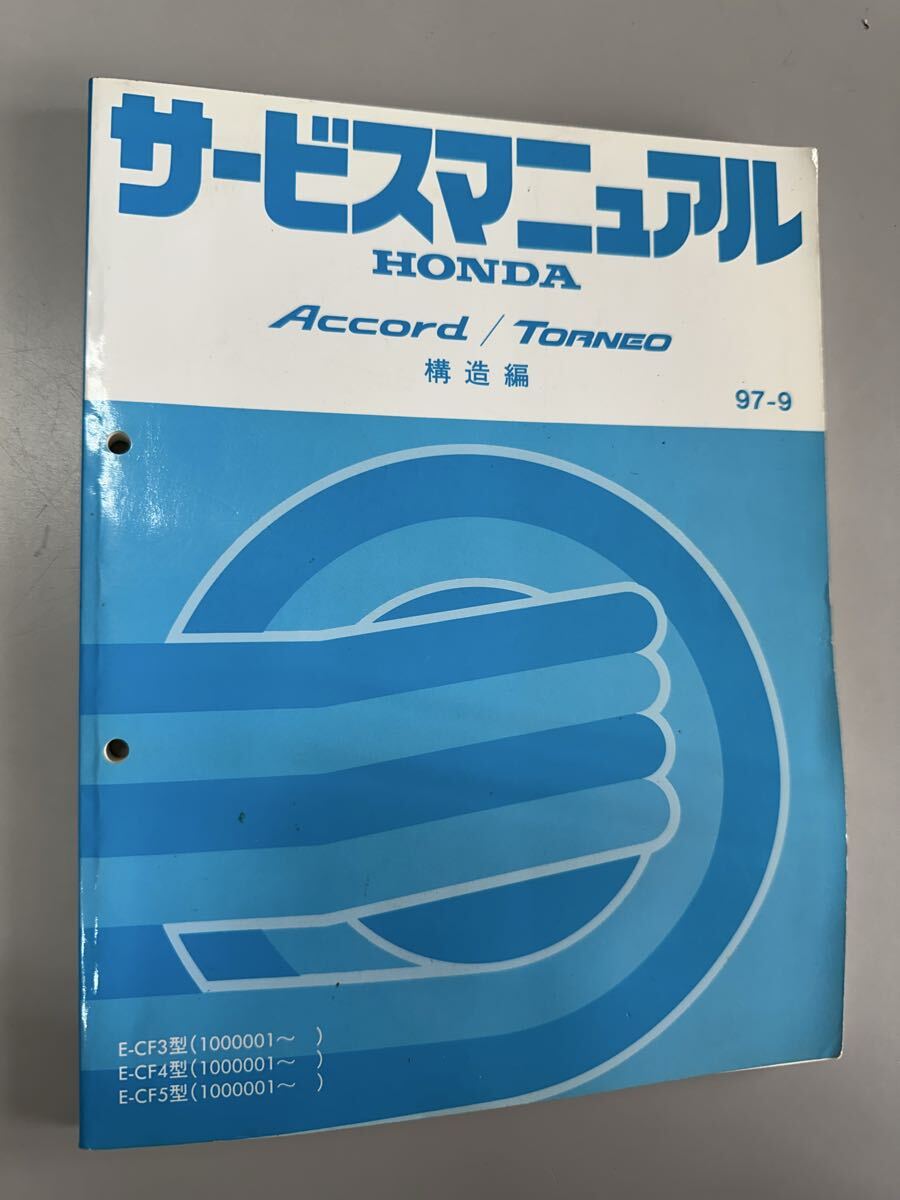 サービスマニュアル
HONDA
Accord / TORNEO
構造編
97-9
E-CF3型(1000001～　)
E-CF4型(1000001～　)
E-CF5型(1000001～　)